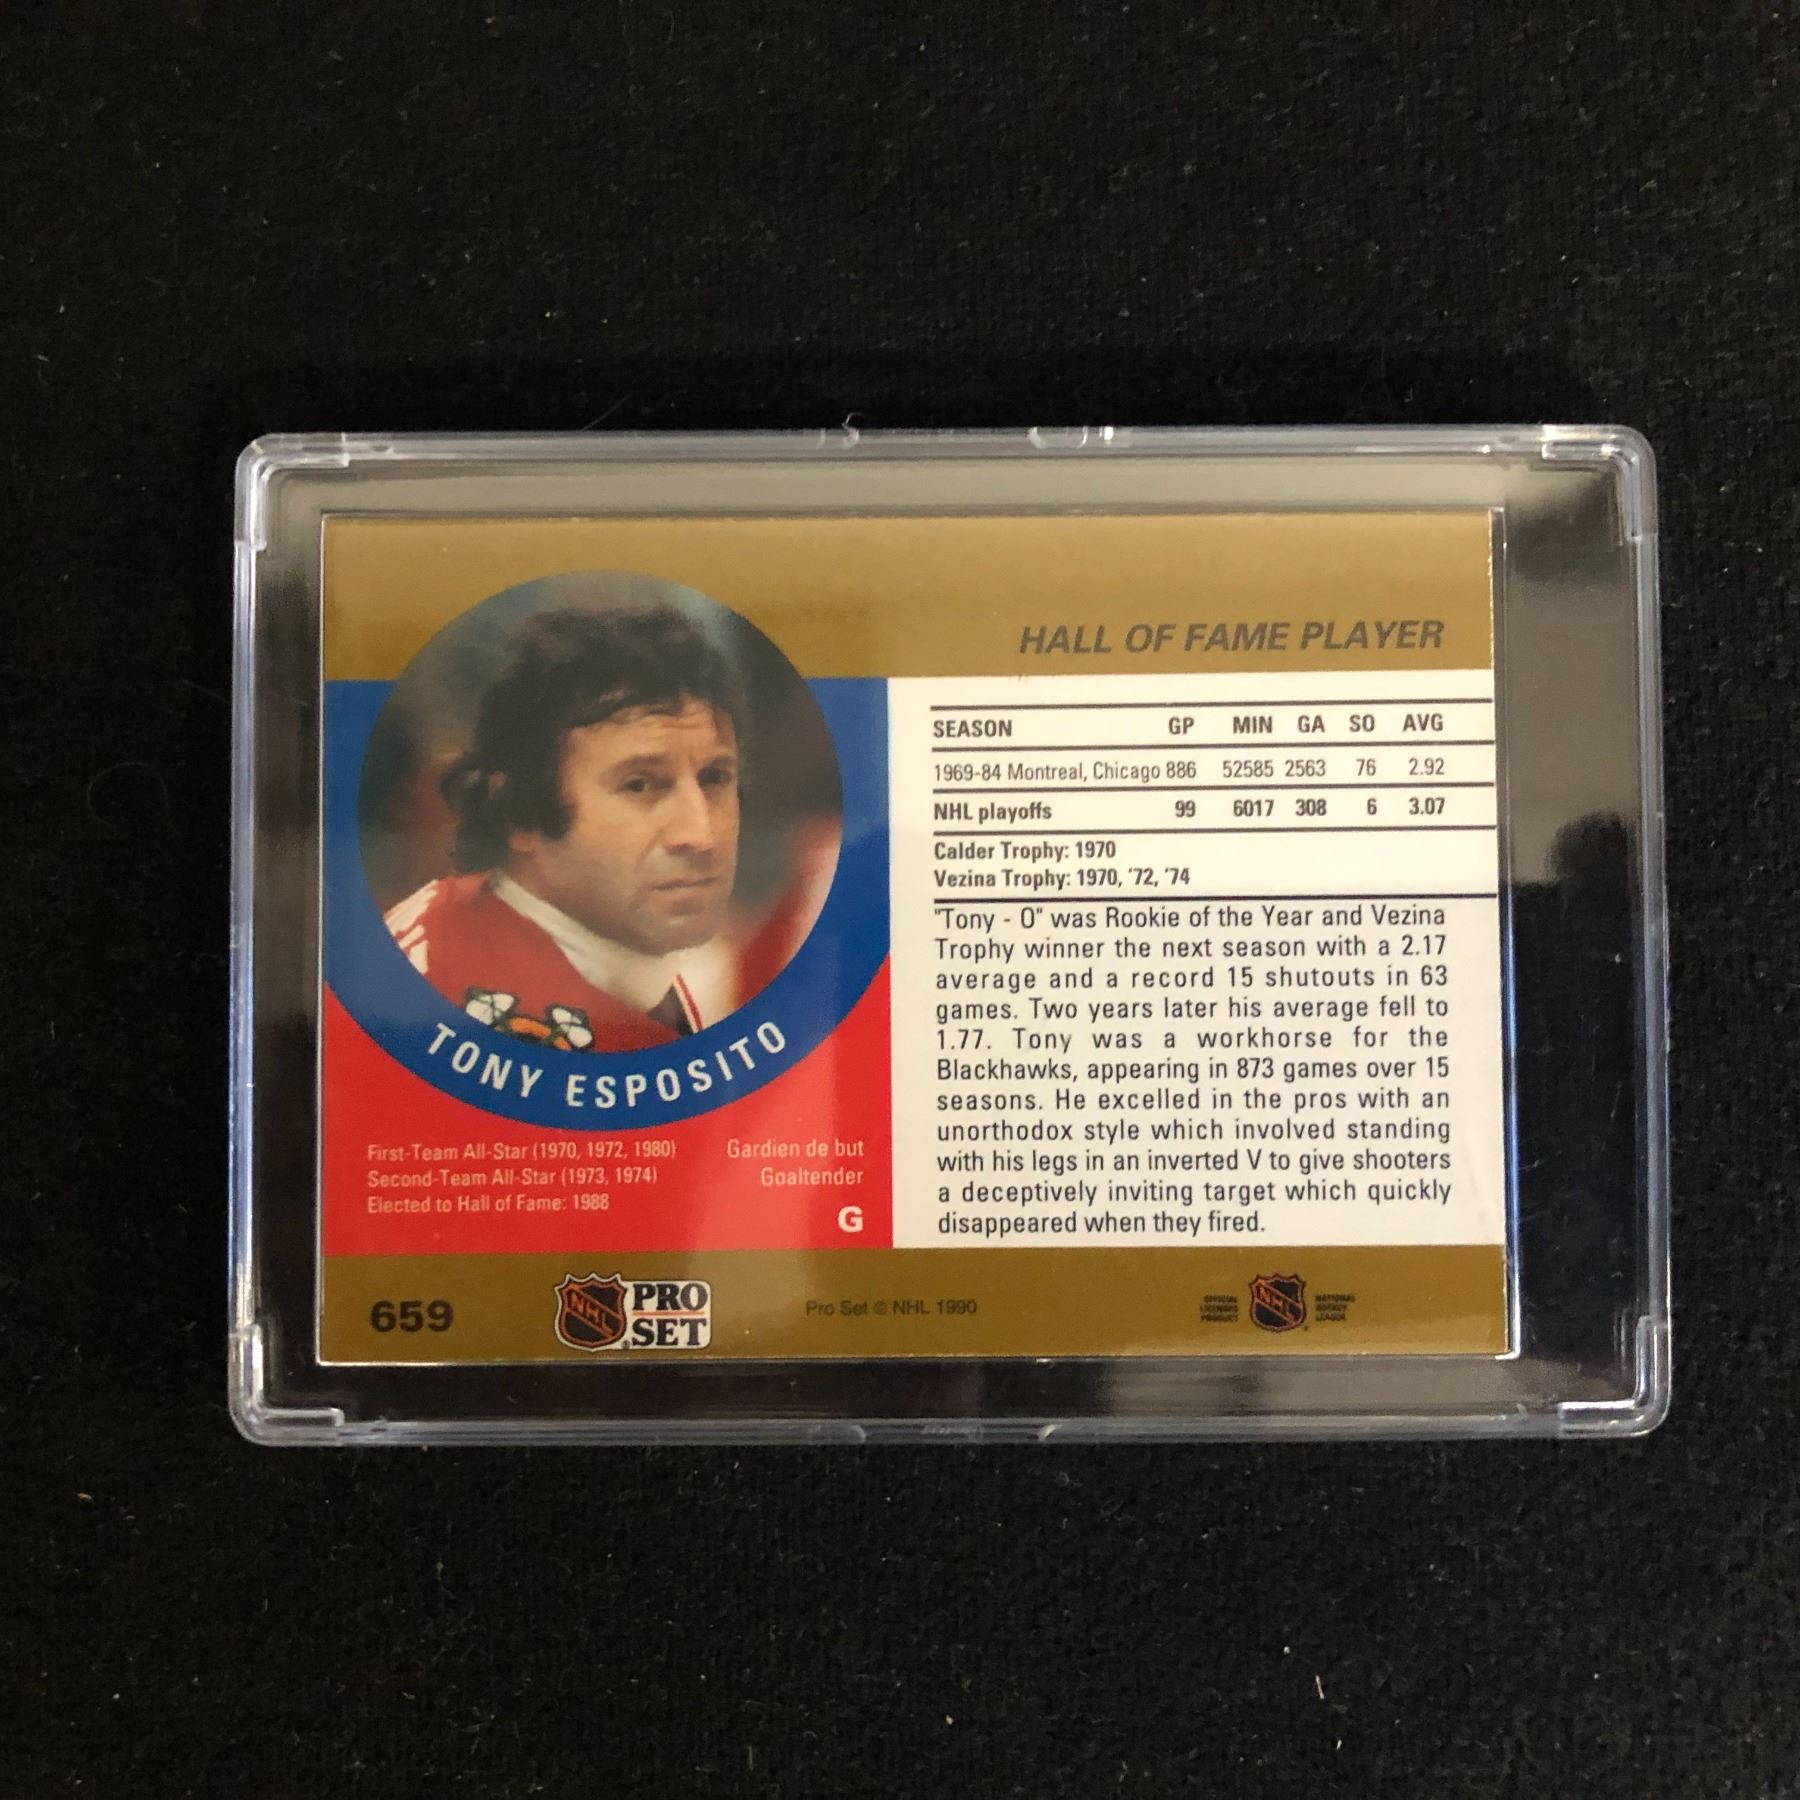 HALL OF FAME PLAYER
SEASON GP MIN GA SO AVG
1969-84 Montreal, Chicago 886 52585 2563 76 2.92
NHL playoffs 99 6017 308 6 3.07
Calder Trophy: 1970
Vezina Trophy: 1970, '72, '74
"Tony - O" was Rookie of the Year and Vezina
Trophy winner the next season with a 2.17
average and a record 15 shutouts in 63
games. Two years later his average fell to
1.77. Tony was a workhorse for the
Blackhawks, appearing in 873 games over 15
seasons. He excelled in the pros with an
unorthodox style which involved standing
with his legs in an inverted V to give shooters
a deceptively inviting target which quickly
disappeared when they fired.
TONY ESPOSITO
First-Team All-Star (1970, 1972, 1980)
Second-Team All-Star (1973, 1974)
Elected to Hall of Fame: 1988
Gardien de but
Goaltender
G
659
NHL
PRO
SET
Pro Set © NHL 1990
OFFICIAL
LICENSED
PRODUCT
NHL
NATIONAL
HOCKEY
LEAGUE